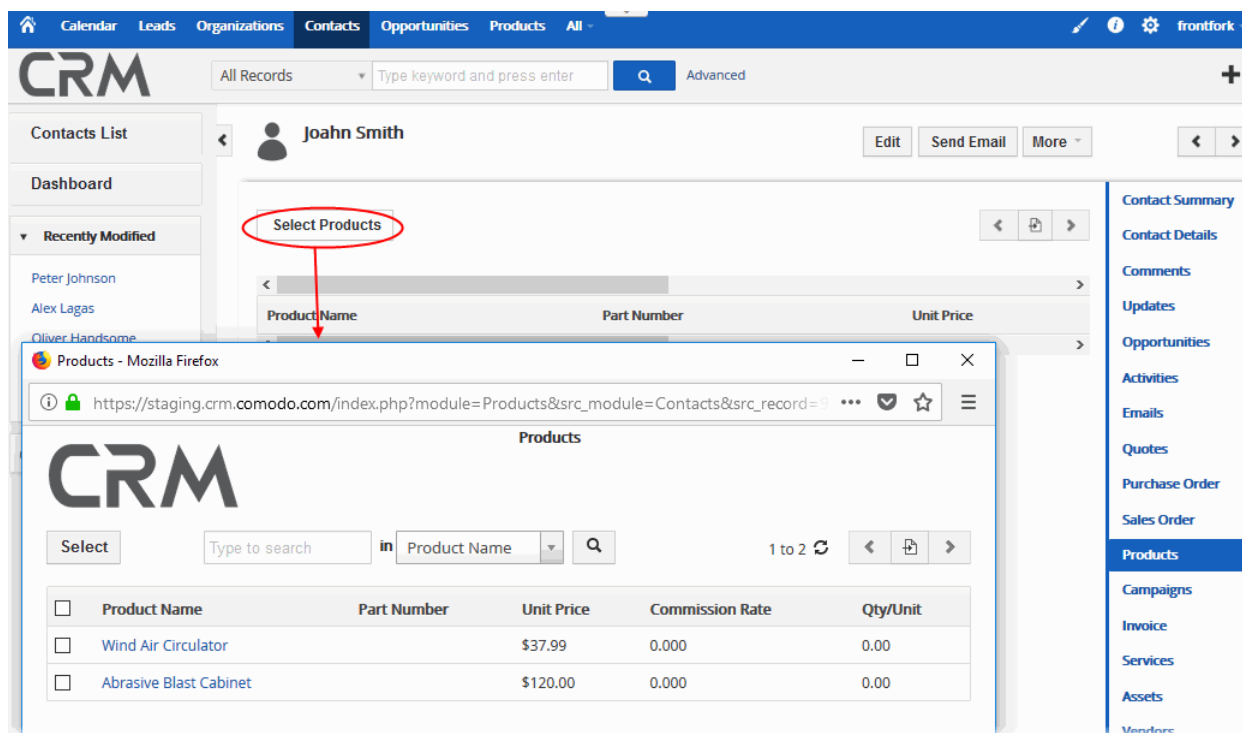 Calendar Leads Organizations Contacts Opportunities Products All frontfork
CRM
All Records Type keyword and press enter Advanced
Contacts List
Joahn Smith
Edit Send Email More
Dashboard
Contact Summary
Select Products
Recently Modified
Contact Details
Peter Johnson
Comments
Alex Lagas
Product Name Part Number Unit Price
Updates
Oliver Handsome
Opportunities
Products - Mozilla Firefox
Activities
https://staging.crm.comodo.com/index.php?module=Products&src_module=Contacts&src_record=9
Emails
Products
Quotes
CRM
Purchase Order
Sales Order
Select Type to search in Product Name 1 to 2
Products
Campaigns
Product Name Part Number Unit Price Commission Rate Qty/Unit
Invoice
Wind Air Circulator $37.99 0.000 0.00
Services
Abrasive Blast Cabinet $120.00 0.000 0.00
Assets
Vendors